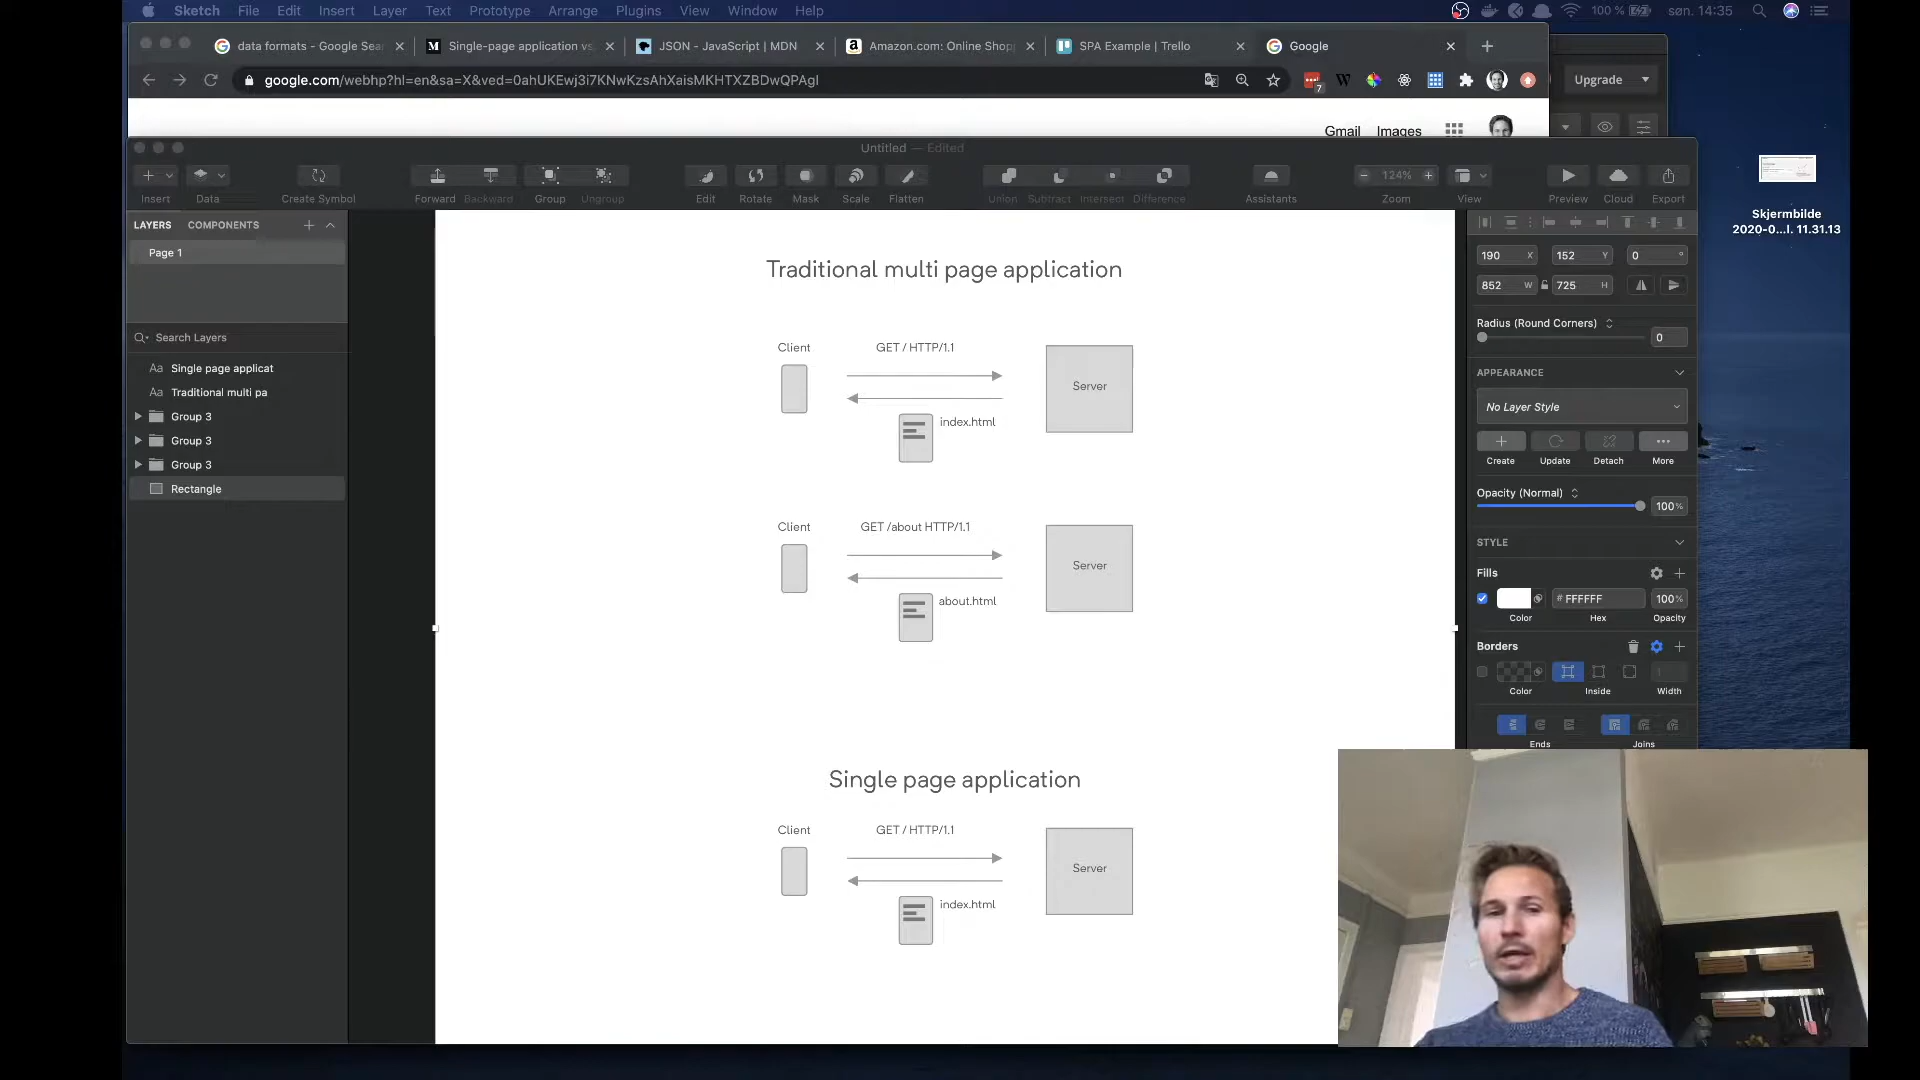 Sketch File Edit Insert Layer Text Prototype Arrange Plugins View Window Help 100 % søn. 14:35
data formats - Google Sea Single-page application vs JSON - JavaScript | MDN Amazon.com: Online Shopp SPA Example | Trello Google
google.com/webhp?hl=en&sa=X&ved=0ahUKEwj3i7KNwKzsAhXaisMKHTXZBDwQPAgI
7
Upgrade
Gmail Images
Untitled — Edited
124%
Insert Data Create Symbol Forward Backward Group Ungroup Edit Rotate Mask Scale Flatten Union Subtract Intersect Difference Assistants Zoom View Preview Cloud Export
Skjermbilde
2020-0...l. 11.31.13
LAYERS COMPONENTS
Page 1
Search Layers
Aa Single page applicat
Aa Traditional multi pa
Group 3
Group 3
Group 3
Rectangle
Traditional multi page application
Client GET / HTTP/1.1
Server
index.html
Client GET /about HTTP/1.1
Server
about.html
Single page application
Client GET / HTTP/1.1
Server
index.html
190 X 152 Y 0 °
852 W 725 H
Radius (Round Corners)
0
APPEARANCE
No Layer Style
Create Update Detach More
Opacity (Normal)
100%
STYLE
Fills
# FFFFFF 100%
Color Hex Opacity
Borders
1
Color Inside Width
Ends Joins